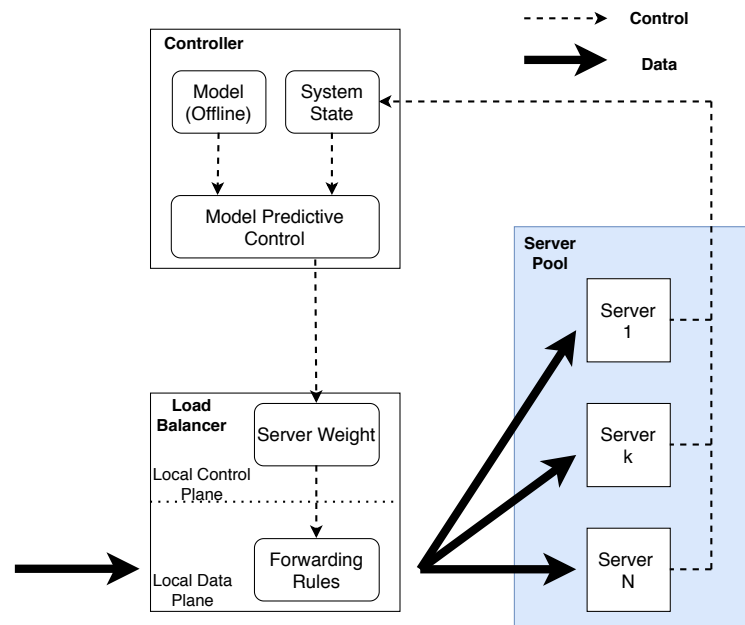 Control
Data
Controller
Model
(Offline)
System
State
Model Predictive
Control
Server
Pool
Server
1
Server
k
Server
N
Load
Balancer
Server Weight
Local Control
Plane
Forwarding
Rules
Local Data
Plane